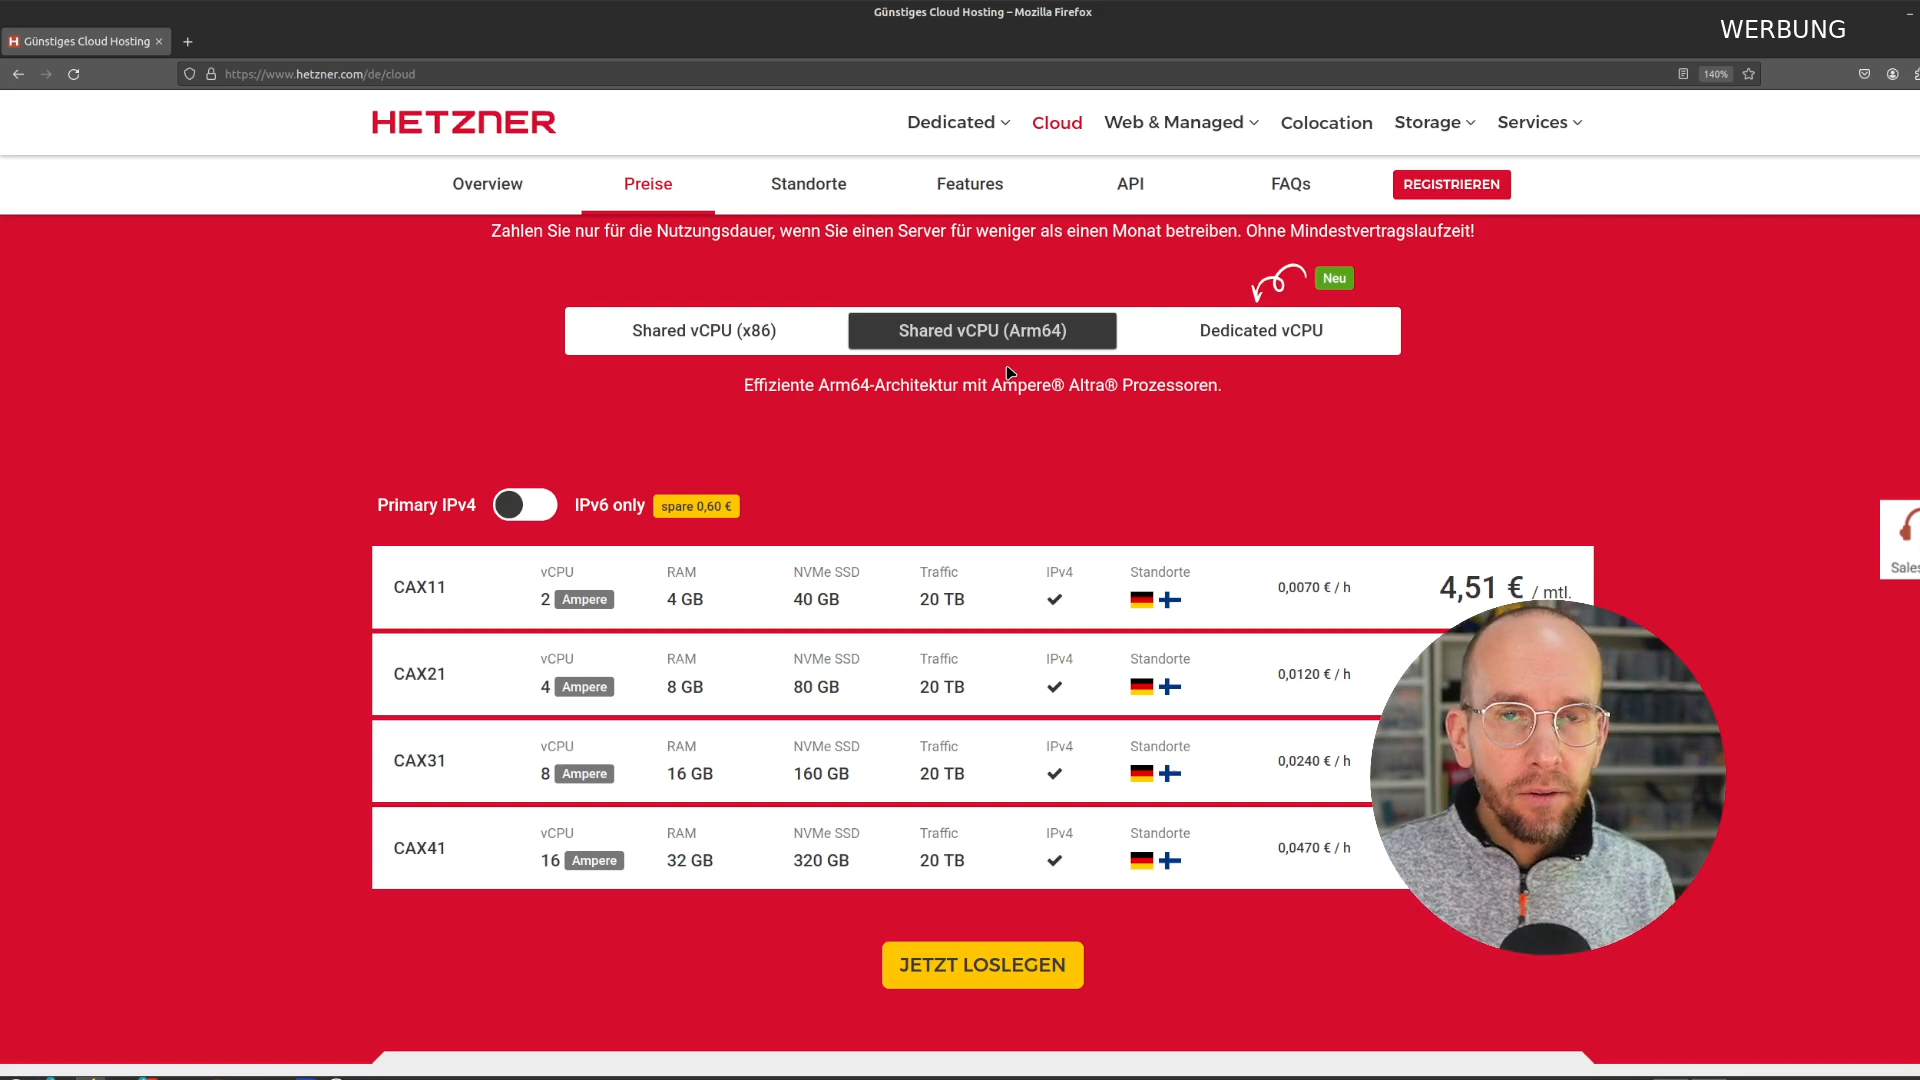 Günstiges Cloud Hosting – Mozilla Firefox
WERBUNG
Günstiges Cloud Hosting
https://www.hetzner.com/de/cloud
140%
HETZNER
Dedicated Cloud Web & Managed Colocation Storage Services
Overview Preise Standorte Features API FAQs REGISTRIEREN
Zahlen Sie nur für die Nutzungsdauer, wenn Sie einen Server für weniger als einen Monat betreiben. Ohne Mindestvertragslaufzeit!
Neu
Shared vCPU (x86) Shared vCPU (Arm64) Dedicated vCPU
Effiziente Arm64-Architektur mit Ampere® Altra® Prozessoren.
Primary IPv4 IPv6 only spare 0,60 €
vCPU RAM NVMe SSD Traffic IPv4 Standorte
CAX11 2 Ampere 4 GB 40 GB 20 TB 0,0070 € / h 4,51 € / mtl.
Sales
vCPU RAM NVMe SSD Traffic IPv4 Standorte
CAX21 4 Ampere 8 GB 80 GB 20 TB 0,0120 € / h
vCPU RAM NVMe SSD Traffic IPv4 Standorte
CAX31 8 Ampere 16 GB 160 GB 20 TB 0,0240 € / h
vCPU RAM NVMe SSD Traffic IPv4 Standorte
CAX41 16 Ampere 32 GB 320 GB 20 TB 0,0470 € / h
JETZT LOSLEGEN